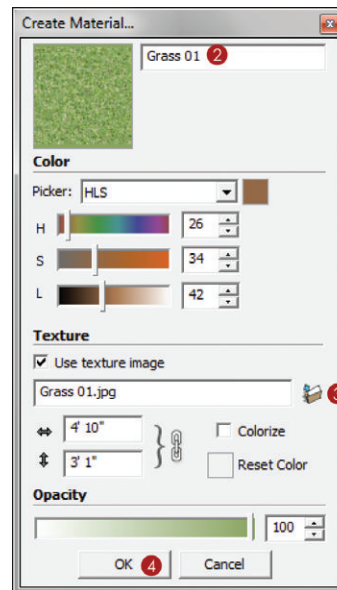 Create Material...
Grass 01 2
Color
Picker: HLS
H 26
S 34
L 42
Texture
Use texture image
Grass 01.jpg 3
4' 10" Colorize
3' 1" Reset Color
Opacity
100
OK 4 Cancel